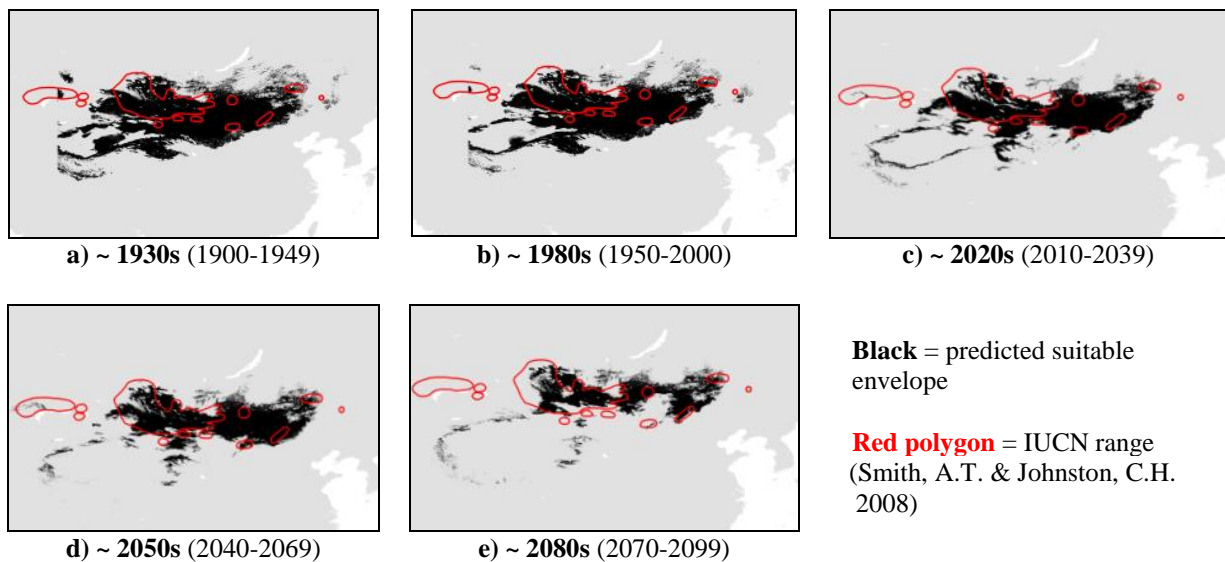 a) ~ 1930s (1900-1949)
b) ~ 1980s (1950-2000)
c) ~ 2020s (2010-2039)
d) ~ 2050s (2040-2069)
e) ~ 2080s (2070-2099)
Black = predicted suitable
envelope
Red polygon = IUCN range
(Smith, A.T. & Johnston, C.H.
2008)